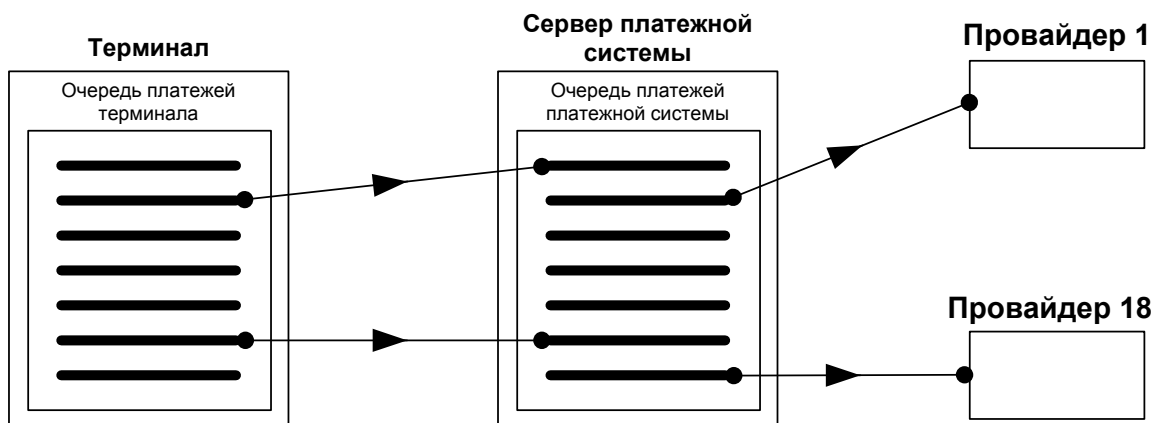 Терминал
Очередь платежей
терминала
Сервер платежной
системы
Очередь платежей
платежной системы
Провайдер 1
Провайдер 18